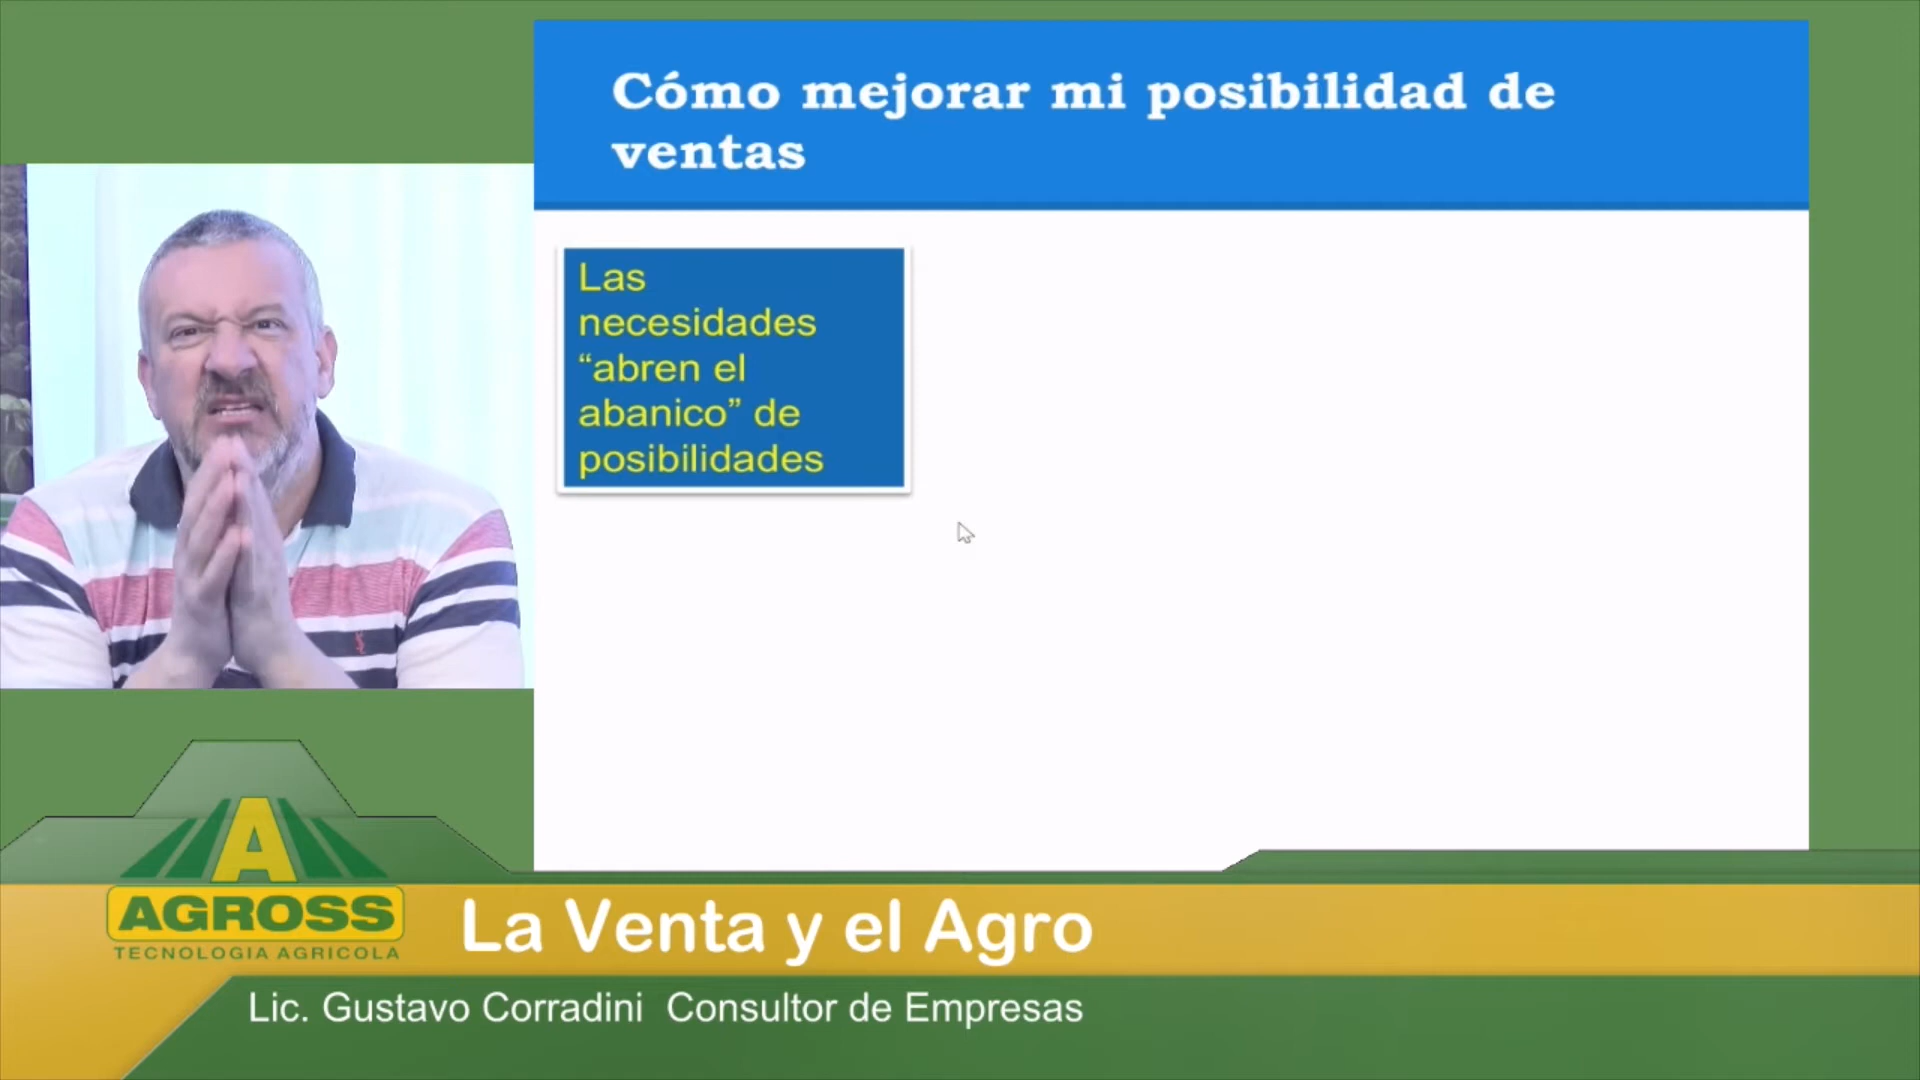 Cómo mejorar mi posibilidad de
ventas
Las
necesidades
“abren el
abanico” de
posibilidades
A
AGROSS
TECNOLOGIA AGRICOLA
La Venta y el Agro
Lic. Gustavo Corradini Consultor de Empresas